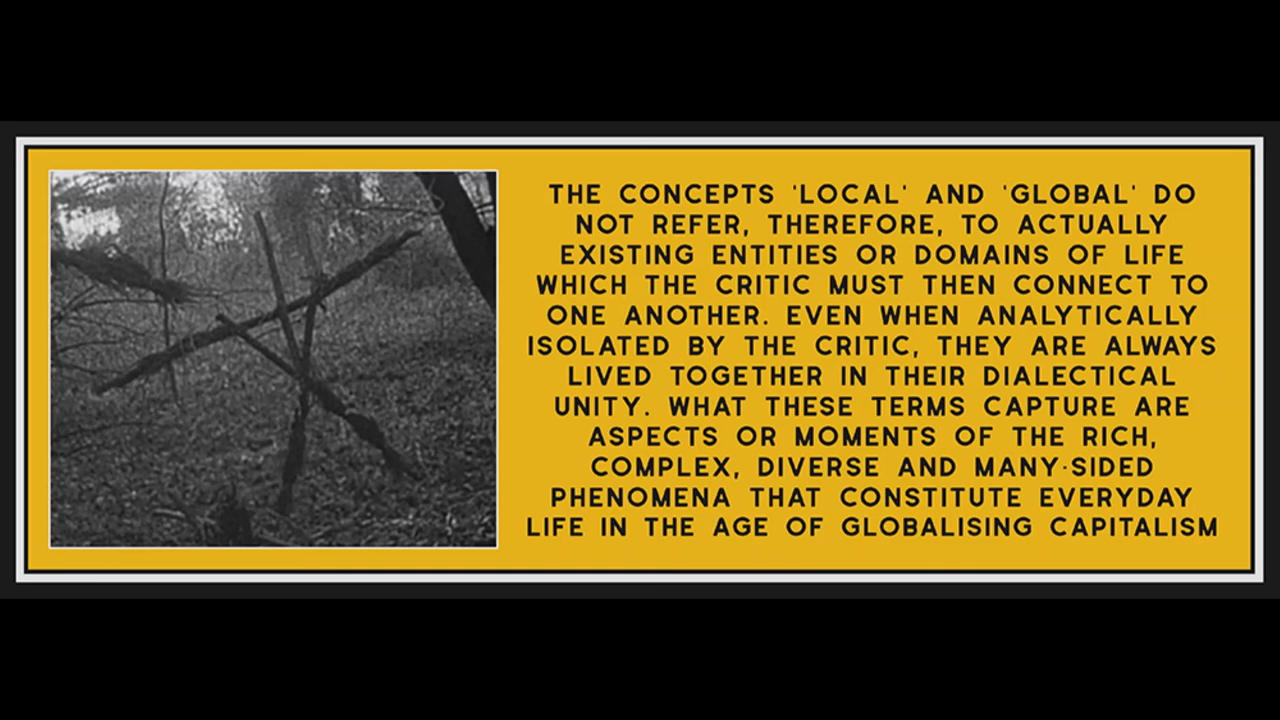 THE CONCEPTS 'LOCAL' AND 'GLOBAL' DO
NOT REFER, THEREFORE, TO ACTUALLY
EXISTING ENTITIES OR DOMAINS OF LIFE
WHICH THE CRITIC MUST THEN CONNECT TO
ONE ANOTHER. EVEN WHEN ANALYTICALLY
ISOLATED BY THE CRITIC, THEY ARE ALWAYS
LIVED TOGETHER IN THEIR DIALECTICAL
UNITY. WHAT THESE TERMS CAPTURE ARE
ASPECTS OR MOMENTS OF THE RICH,
COMPLEX, DIVERSE AND MANY-SIDED
PHENOMENA THAT CONSTITUTE EVERYDAY
LIFE IN THE AGE OF GLOBALISING CAPITALISM